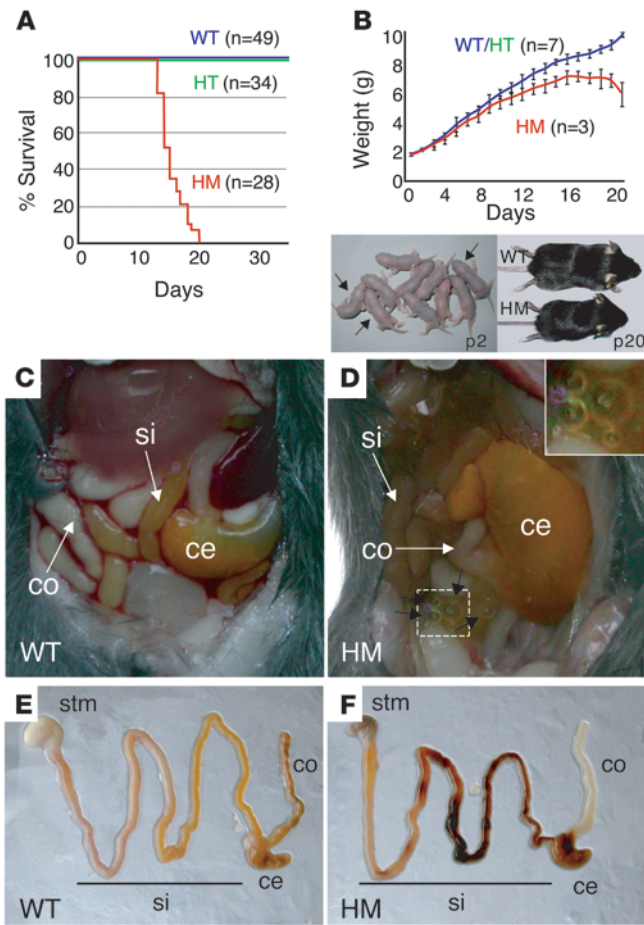 A
WT (n=49)
HT (n=34)
HM (n=28)
% Survival
100
80
60
40
20
0
0 10 20 30
Days
B
WT/HT (n=7)
HM (n=3)
Weight (g)
10
8
6
4
2
0
0 4 8 12 16 20
Days
p2
WT
HM
p20
C
si
ce
co
WT
D
si
co
ce
HM
E
stm
co
ce
si
WT
F
stm
co
ce
si
HM